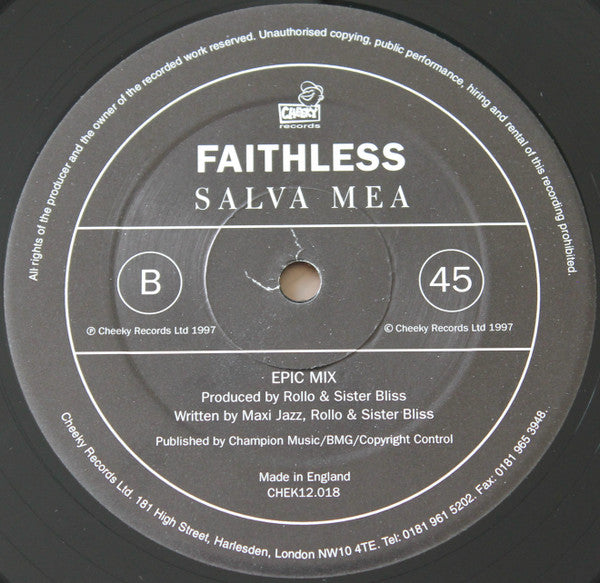 All rights of the producer and the owner of the recorded work reserved. Unauthorised copying, public performance, hiring and rental of this recording prohibited.
CHEEKY
records
FAITHLESS
SALVA MEA
B
45
℗ Cheeky Records Ltd 1997
© Cheeky Records Ltd 1997
EPIC MIX
Produced by Rollo & Sister Bliss
Written by Maxi Jazz, Rollo & Sister Bliss
Published by Champion Music/BMG/Copyright Control
Made in England
CHEK12.018
Cheeky Records Ltd. 181 High Street, Harlesden, London NW10 4TE. Tel: 0181 961 5202. Fax: 0181 965 3948.